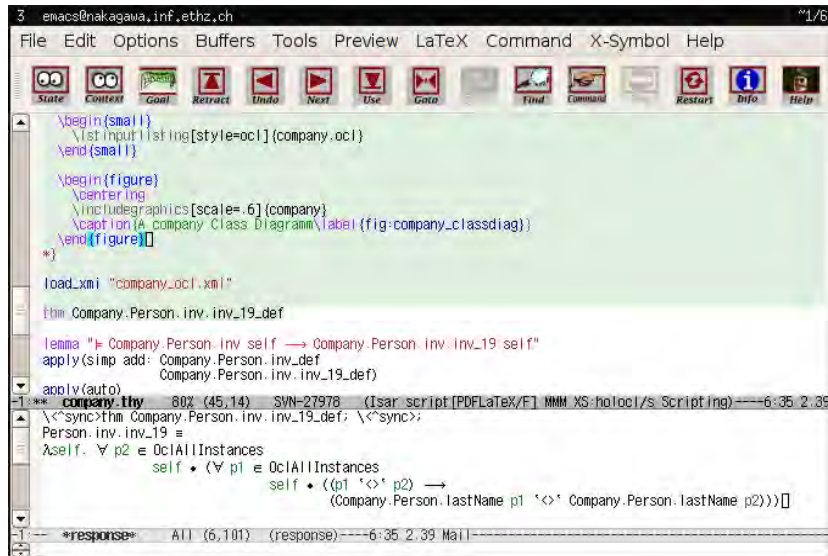 3 emacs@nakagawa.inf.ethz.ch ~1/6
File Edit Options Buffers Tools Preview LaTeX Command X-Symbol Help
State Context Goal Retract Undo Next Use Goto Find Command Restart Info Help
\begin{small}
\lstinputlisting[style=ocl]{company.ocl}
\end{small}
\begin{figure}
\centering
\includegraphics[scale=.6]{company}
\caption{A company Class Diagramm\label{fig:company_classdiag}}
\end{figure}
*}
load_xmi "company_ocl.xmi"
thm Company.Person.inv.inv_19_def
lemma "⊨ Company.Person.inv self ⟶ Company.Person.inv.inv_19 self"
apply(simp add: Company.Person.inv_def
Company.Person.inv.inv_19_def)
apply(auto)
-1:** company.thy 80% (45,14) SVN-27978 (Isar script[PDFLaTeX/F] MMM XS:holocl/s Scripting)----6:35 2.39
\<^sync>thm Company.Person.inv.inv_19_def; \<^sync>;
Person.inv.inv_19 ≡
λself. ∀ p2 ∈ OclAllInstances
self ⬧ (∀ p1 ∈ OclAllInstances
self ⬧ ((p1 '<>' p2) ⟶
(Company.Person.lastName p1 '<>' Company.Person.lastName p2)))
-1:-- *response* All (6,101) (response)----6:35 2.39 Mail----